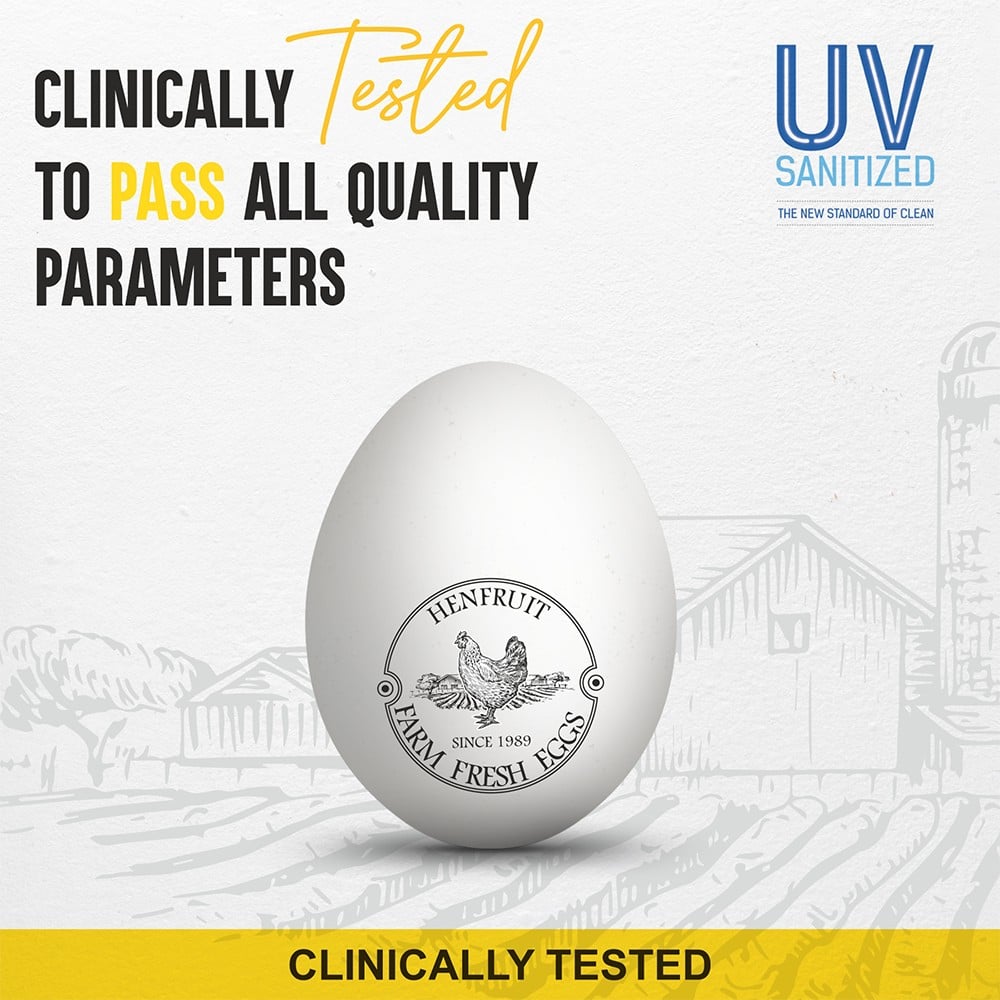 CLINICALLY Tested
TO PASS ALL QUALITY
PARAMETERS
UV
SANITIZED
THE NEW STANDARD OF CLEAN
HENFRUIT
SINCE 1989
FARM FRESH EGGS
CLINICALLY TESTED